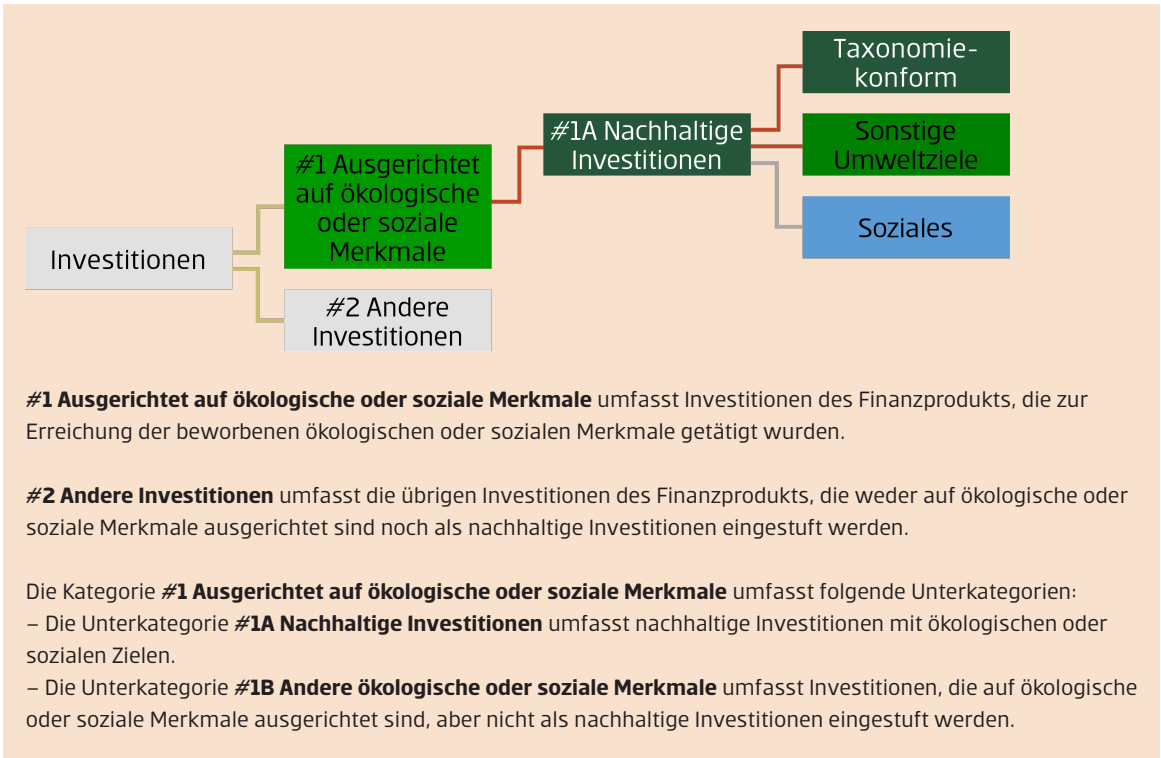 Taxonomie-
konform
#1A Nachhaltige
Investitionen
Sonstige
Umweltziele
#1 Ausgerichtet
auf ökologische
oder soziale
Merkmale
Soziales
Investitionen
#2 Andere
Investitionen
#1 Ausgerichtet auf ökologische oder soziale Merkmale umfasst Investitionen des Finanzprodukts, die zur
Erreichung der beworbenen ökologischen oder sozialen Merkmale getätigt wurden.
#2 Andere Investitionen umfasst die übrigen Investitionen des Finanzprodukts, die weder auf ökologische oder
soziale Merkmale ausgerichtet sind noch als nachhaltige Investitionen eingestuft werden.
Die Kategorie #1 Ausgerichtet auf ökologische oder soziale Merkmale umfasst folgende Unterkategorien:
– Die Unterkategorie #1A Nachhaltige Investitionen umfasst nachhaltige Investitionen mit ökologischen oder
sozialen Zielen.
– Die Unterkategorie #1B Andere ökologische oder soziale Merkmale umfasst Investitionen, die auf ökologische
oder soziale Merkmale ausgerichtet sind, aber nicht als nachhaltige Investitionen eingestuft werden.